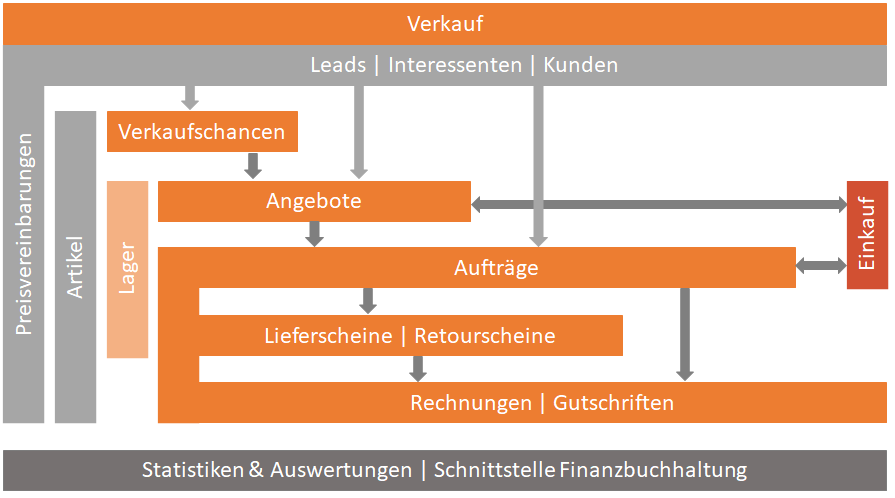 Verkauf
Leads | Interessenten | Kunden
Preisvereinbarungen
Artikel
Lager
Verkaufschancen
Angebote
Einkauf
Aufträge
Lieferscheine | Retourscheine
Rechnungen | Gutschriften
Statistiken & Auswertungen | Schnittstelle Finanzbuchhaltung